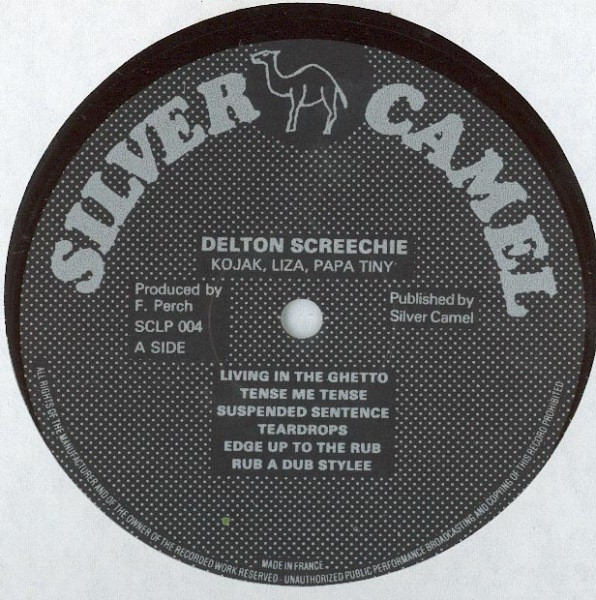 SILVER CAMEL
DELTON SCREECHIE
KOJAK, LIZA, PAPA TINY
Produced by
F. Perch
SCLP 004
A SIDE
Published by
Silver Camel
LIVING IN THE GHETTO
TENSE ME TENSE
SUSPENDED SENTENCE
TEARDROPS
EDGE UP TO THE RUB
RUB A DUB STYLEE
ALL RIGHTS OF THE MANUFACTURER AND OF THE OWNER OF THE RECORDED WORK RESERVED - UNAUTHORIZED PUBLIC PERFORMANCE BROADCASTING AND COPYING OF THIS RECORD PROHIBITED
- MADE IN FRANCE -